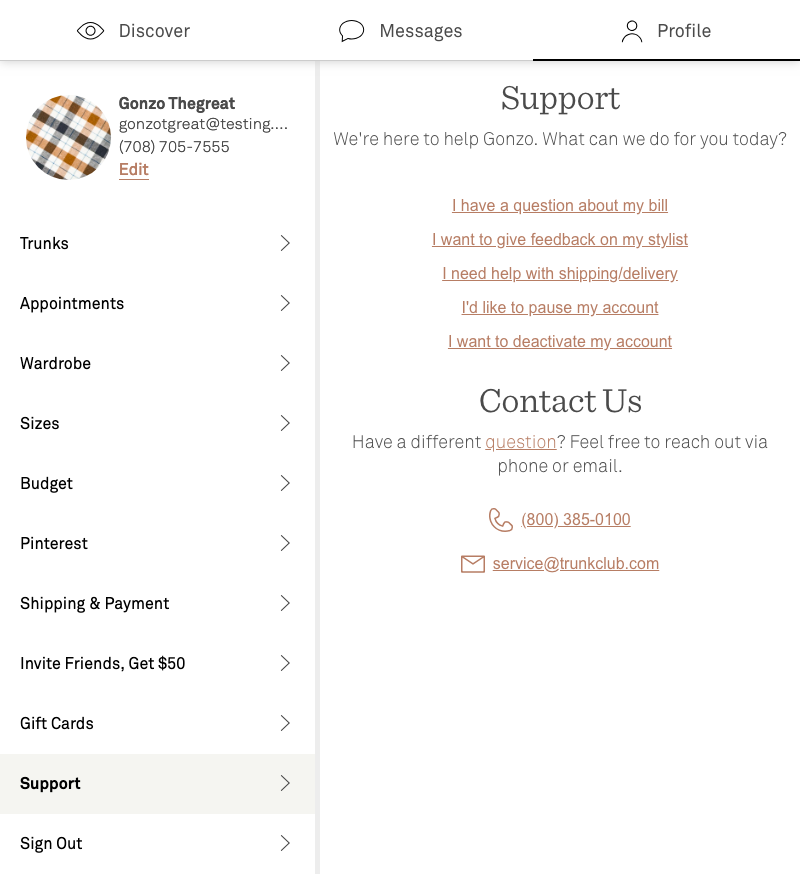 Discover
Messages
Profile
Gonzo Thegreat
gonzotgreat@testing....
(708) 705-7555
Edit
Trunks
Appointments
Wardrobe
Sizes
Budget
Pinterest
Shipping & Payment
Invite Friends, Get $50
Gift Cards
Support
Sign Out
Support
We're here to help Gonzo. What can we do for you today?
I have a question about my bill
I want to give feedback on my stylist
I need help with shipping/delivery
I'd like to pause my account
I want to deactivate my account
Contact Us
Have a different question? Feel free to reach out via
phone or email.
(800) 385-0100
service@trunkclub.com